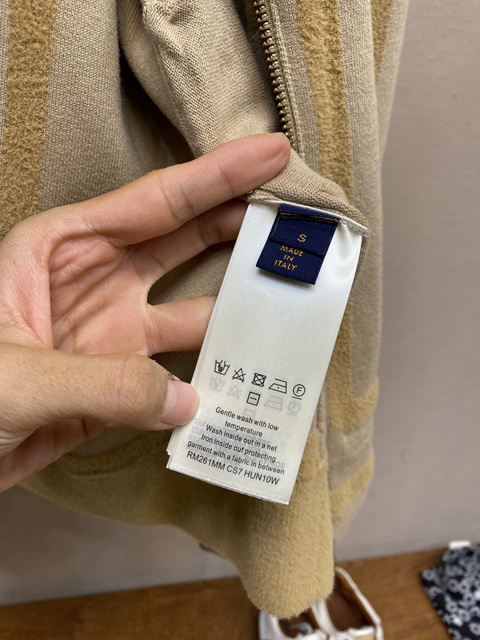 S
MADE
IN
ITALY
F
Gentle wash with low
temperature
Wash inside out in a net
Iron inside out protecting
garment with a fabric in between
RM261MM CS7 HUN10W